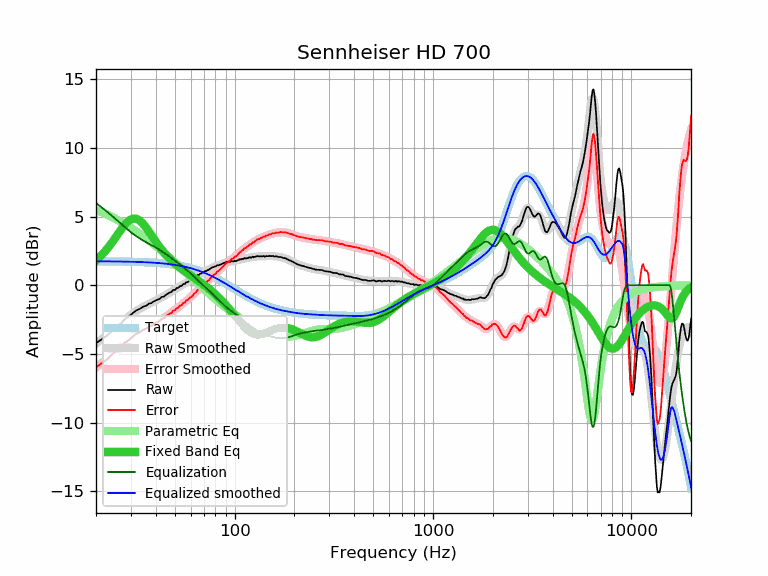 Sennheiser HD 700
15
10
5
0
−5
−10
−15
Amplitude (dBr)
Target
Raw Smoothed
Error Smoothed
Raw
Error
Parametric Eq
Fixed Band Eq
Equalization
Equalized smoothed
100 1000 10000
Frequency (Hz)